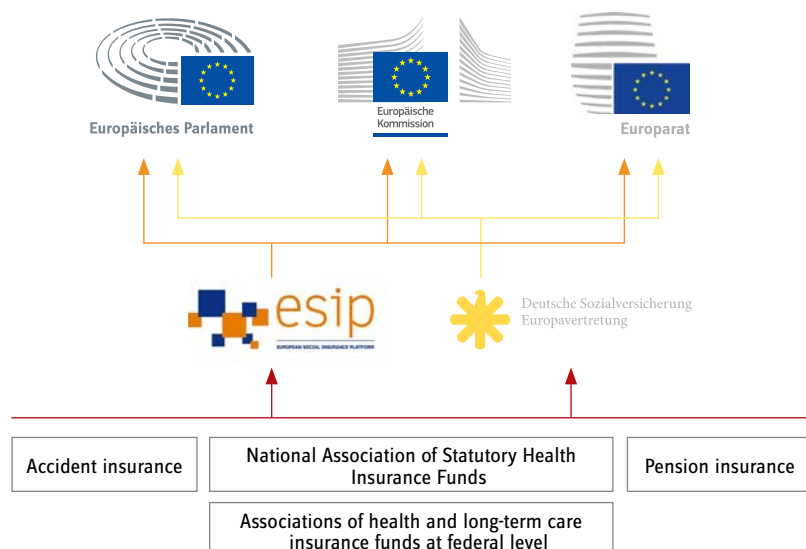 Europäisches Parlament
Europäische
Kommission
Europarat
esip
EUROPEAN SOCIAL INSURANCE PLATFORM
Deutsche Sozialversicherung
Europavertretung
Accident insurance
National Association of Statutory Health
Insurance Funds
Pension insurance
Associations of health and long-term care
insurance funds at federal level